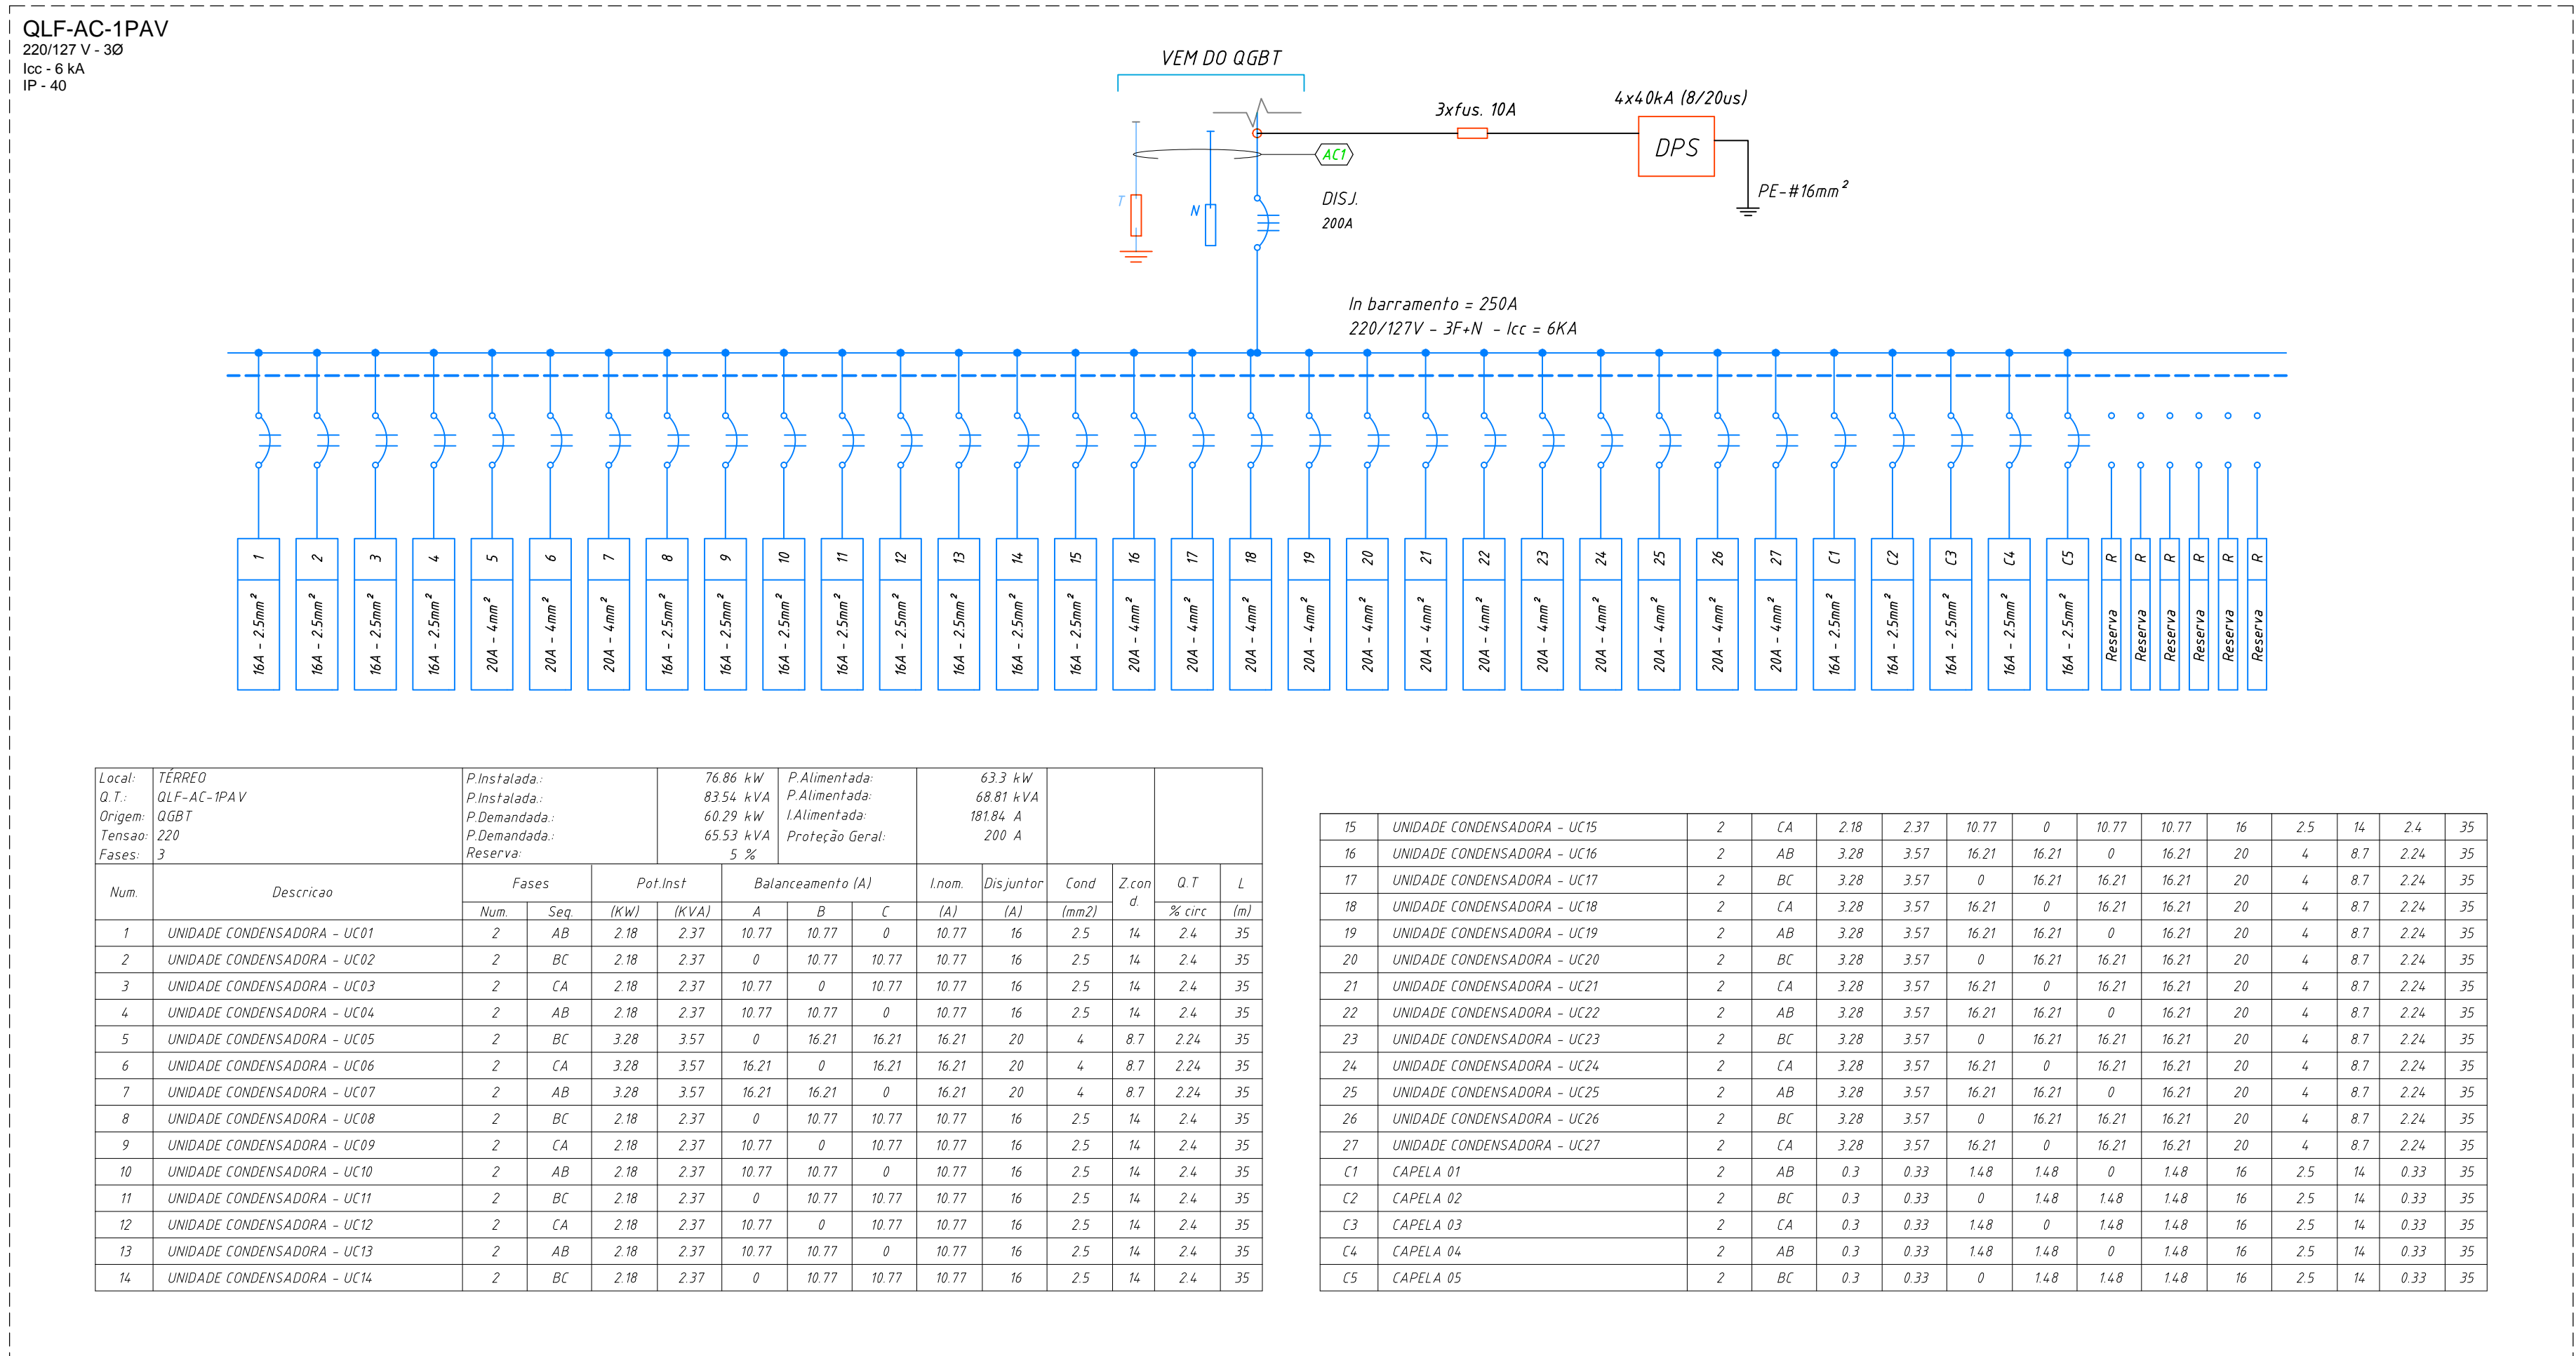 QLF-AC-1PAV
220/127 V - 3Ø
Icc - 6 kA
IP - 40
VEM DO QGBT
3xfus. 10A
4x40kA (8/20us)
DPS
PE-#16mm²
AC1
T
N
DISJ.
200A
In barramento = 250A
220/127V - 3F+N - Icc = 6KA
1 2 3 4 5 6 7 8 9 10 11 12 13 14 15 16 17 18 19 20 21 22 23 24 25 26 27 C1 C2 C3 C4 C5 R R R R R R
16A - 2.5mm² 16A - 2.5mm² 16A - 2.5mm² 16A - 2.5mm² 20A - 4mm² 20A - 4mm² 20A - 4mm² 16A - 2.5mm² 16A - 2.5mm² 16A - 2.5mm² 16A - 2.5mm² 16A - 2.5mm² 16A - 2.5mm² 16A - 2.5mm² 16A - 2.5mm² 20A - 4mm² 20A - 4mm² 20A - 4mm² 20A - 4mm² 20A - 4mm² 20A - 4mm² 20A - 4mm² 20A - 4mm² 20A - 4mm² 20A - 4mm² 20A - 4mm² 20A - 4mm² 16A - 2.5mm² 16A - 2.5mm² 16A - 2.5mm² 16A - 2.5mm² 16A - 2.5mm² Reserva Reserva Reserva Reserva Reserva Reserva
Local: TÉRREO P.Instalada.: 76.86 kW P.Alimentada: 63.3 kW
Q.T.: QLF-AC-1PAV P.Instalada.: 83.54 kVA P.Alimentada: 68.81 kVA
Origem: QGBT P.Demandada.: 60.29 kW I.Alimentada: 181.84 A
Tensao: 220 P.Demandada.: 65.53 kVA Proteção Geral: 200 A
Fases: 3 Reserva: 5 %
Num. Descricao Fases Pot.Inst Balanceamento (A) I.nom. Disjuntor Cond Z.con d. Q.T L
Num. Seq. (KW) (KVA) A B C (A) (A) (mm2) % circ (m)
1 UNIDADE CONDENSADORA - UC01 2 AB 2.18 2.37 10.77 10.77 0 10.77 16 2.5 14 2.4 35
2 UNIDADE CONDENSADORA - UC02 2 BC 2.18 2.37 0 10.77 10.77 10.77 16 2.5 14 2.4 35
3 UNIDADE CONDENSADORA - UC03 2 CA 2.18 2.37 10.77 0 10.77 10.77 16 2.5 14 2.4 35
4 UNIDADE CONDENSADORA - UC04 2 AB 2.18 2.37 10.77 10.77 0 10.77 16 2.5 14 2.4 35
5 UNIDADE CONDENSADORA - UC05 2 BC 3.28 3.57 0 16.21 16.21 16.21 20 4 8.7 2.24 35
6 UNIDADE CONDENSADORA - UC06 2 CA 3.28 3.57 16.21 0 16.21 16.21 20 4 8.7 2.24 35
7 UNIDADE CONDENSADORA - UC07 2 AB 3.28 3.57 16.21 16.21 0 16.21 20 4 8.7 2.24 35
8 UNIDADE CONDENSADORA - UC08 2 BC 2.18 2.37 0 10.77 10.77 10.77 16 2.5 14 2.4 35
9 UNIDADE CONDENSADORA - UC09 2 CA 2.18 2.37 10.77 0 10.77 10.77 16 2.5 14 2.4 35
10 UNIDADE CONDENSADORA - UC10 2 AB 2.18 2.37 10.77 10.77 0 10.77 16 2.5 14 2.4 35
11 UNIDADE CONDENSADORA - UC11 2 BC 2.18 2.37 0 10.77 10.77 10.77 16 2.5 14 2.4 35
12 UNIDADE CONDENSADORA - UC12 2 CA 2.18 2.37 10.77 0 10.77 10.77 16 2.5 14 2.4 35
13 UNIDADE CONDENSADORA - UC13 2 AB 2.18 2.37 10.77 10.77 0 10.77 16 2.5 14 2.4 35
14 UNIDADE CONDENSADORA - UC14 2 BC 2.18 2.37 0 10.77 10.77 10.77 16 2.5 14 2.4 35
15 UNIDADE CONDENSADORA - UC15 2 CA 2.18 2.37 10.77 0 10.77 10.77 16 2.5 14 2.4 35
16 UNIDADE CONDENSADORA - UC16 2 AB 3.28 3.57 16.21 16.21 0 16.21 20 4 8.7 2.24 35
17 UNIDADE CONDENSADORA - UC17 2 BC 3.28 3.57 0 16.21 16.21 16.21 20 4 8.7 2.24 35
18 UNIDADE CONDENSADORA - UC18 2 CA 3.28 3.57 16.21 0 16.21 16.21 20 4 8.7 2.24 35
19 UNIDADE CONDENSADORA - UC19 2 AB 3.28 3.57 16.21 16.21 0 16.21 20 4 8.7 2.24 35
20 UNIDADE CONDENSADORA - UC20 2 BC 3.28 3.57 0 16.21 16.21 16.21 20 4 8.7 2.24 35
21 UNIDADE CONDENSADORA - UC21 2 CA 3.28 3.57 16.21 0 16.21 16.21 20 4 8.7 2.24 35
22 UNIDADE CONDENSADORA - UC22 2 AB 3.28 3.57 16.21 16.21 0 16.21 20 4 8.7 2.24 35
23 UNIDADE CONDENSADORA - UC23 2 BC 3.28 3.57 0 16.21 16.21 16.21 20 4 8.7 2.24 35
24 UNIDADE CONDENSADORA - UC24 2 CA 3.28 3.57 16.21 0 16.21 16.21 20 4 8.7 2.24 35
25 UNIDADE CONDENSADORA - UC25 2 AB 3.28 3.57 16.21 16.21 0 16.21 20 4 8.7 2.24 35
26 UNIDADE CONDENSADORA - UC26 2 BC 3.28 3.57 0 16.21 16.21 16.21 20 4 8.7 2.24 35
27 UNIDADE CONDENSADORA - UC27 2 CA 3.28 3.57 16.21 0 16.21 16.21 20 4 8.7 2.24 35
C1 CAPELA 01 2 AB 0.3 0.33 1.48 1.48 0 1.48 16 2.5 14 0.33 35
C2 CAPELA 02 2 BC 0.3 0.33 0 1.48 1.48 1.48 16 2.5 14 0.33 35
C3 CAPELA 03 2 CA 0.3 0.33 1.48 0 1.48 1.48 16 2.5 14 0.33 35
C4 CAPELA 04 2 AB 0.3 0.33 1.48 1.48 0 1.48 16 2.5 14 0.33 35
C5 CAPELA 05 2 BC 0.3 0.33 0 1.48 1.48 1.48 16 2.5 14 0.33 35